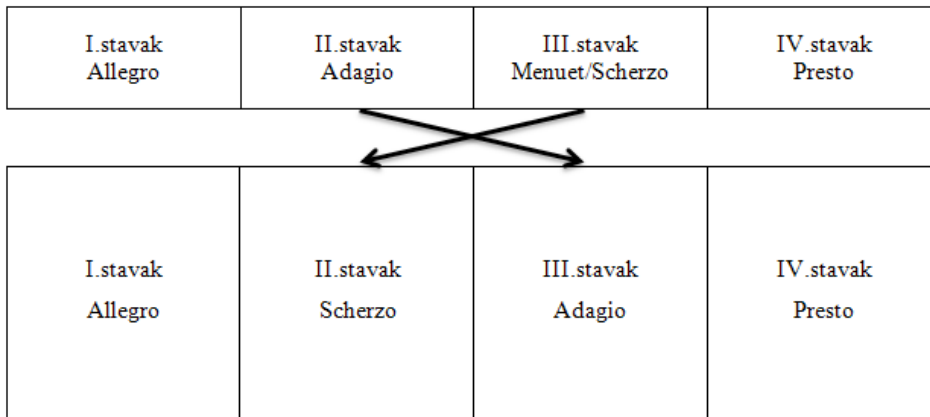 I.stavak
Allegro
II.stavak
Adagio
III.stavak
Menuet/Scherzo
IV.stavak
Presto
I.stavak
Allegro
II.stavak
Scherzo
III.stavak
Adagio
IV.stavak
Presto